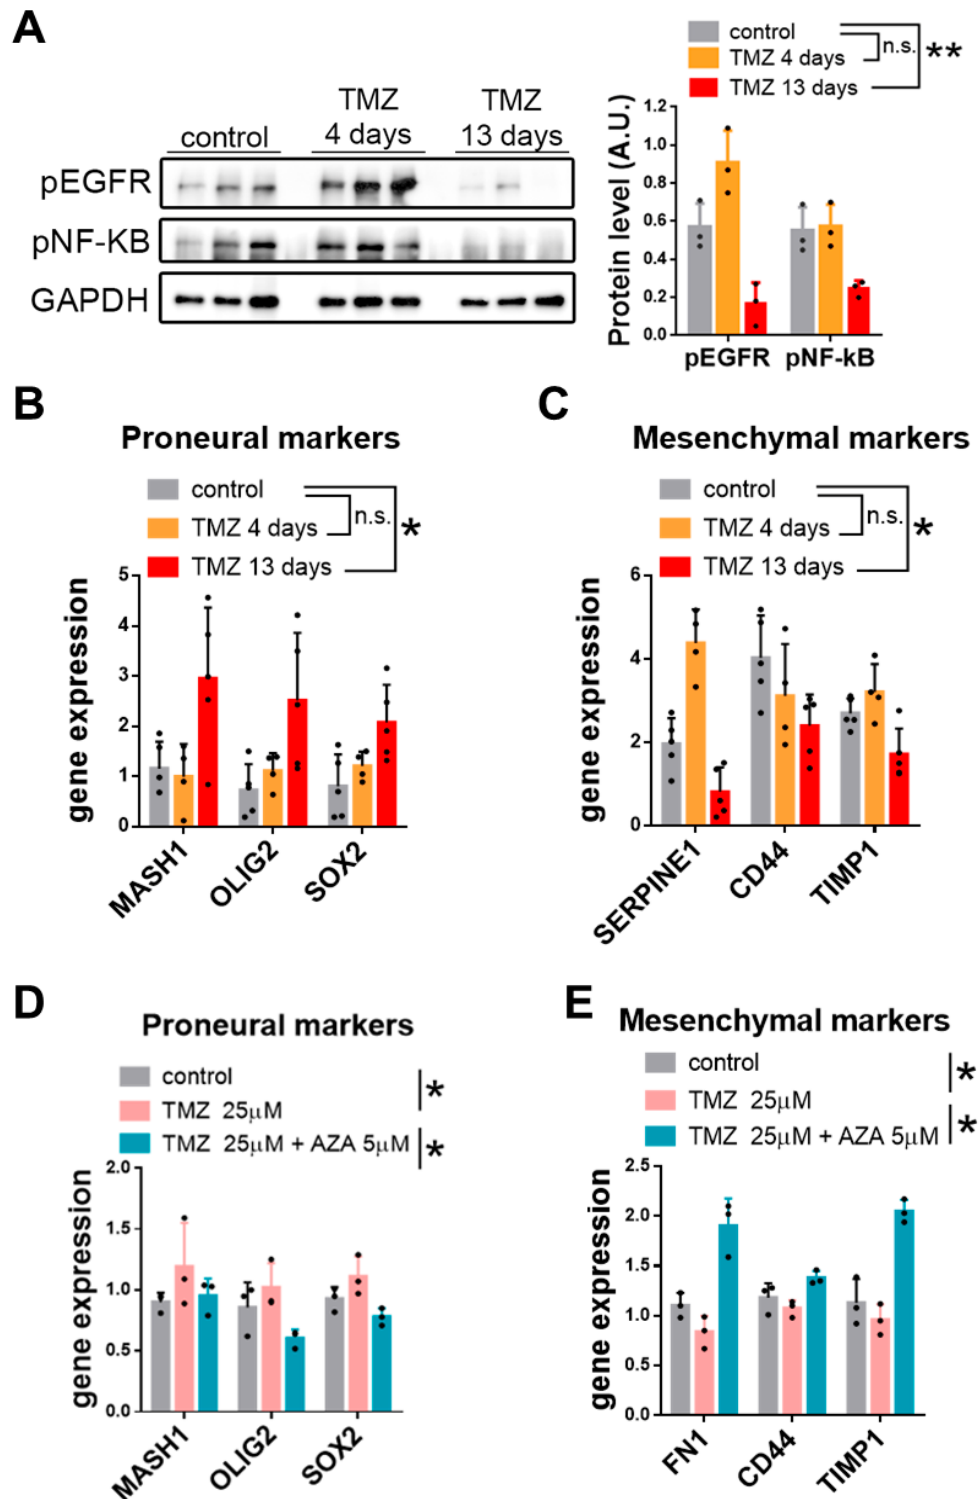 A
control
TMZ
4 days
TMZ
13 days
pEGFR
pNF-KB
GAPDH
control
TMZ 4 days
TMZ 13 days
n.s.
**
Protein level (A.U.)
1.2
1.0
0.8
0.6
0.4
0.2
0.0
pEGFR
pNF-kB
B
Proneural markers
control
TMZ 4 days
TMZ 13 days
n.s.
*
gene expression
5
4
3
2
1
0
MASH1
OLIG2
SOX2
C
Mesenchymal markers
control
TMZ 4 days
TMZ 13 days
n.s.
*
gene expression
6
4
2
0
SERPINE1
CD44
TIMP1
D
Proneural markers
control
TMZ 25µM
TMZ 25µM + AZA 5µM
*
*
gene expression
2.0
1.5
1.0
0.5
0.0
MASH1
OLIG2
SOX2
E
Mesenchymal markers
control
TMZ 25µM
TMZ 25µM + AZA 5µM
*
*
gene expression
2.5
2.0
1.5
1.0
0.5
0.0
FN1
CD44
TIMP1